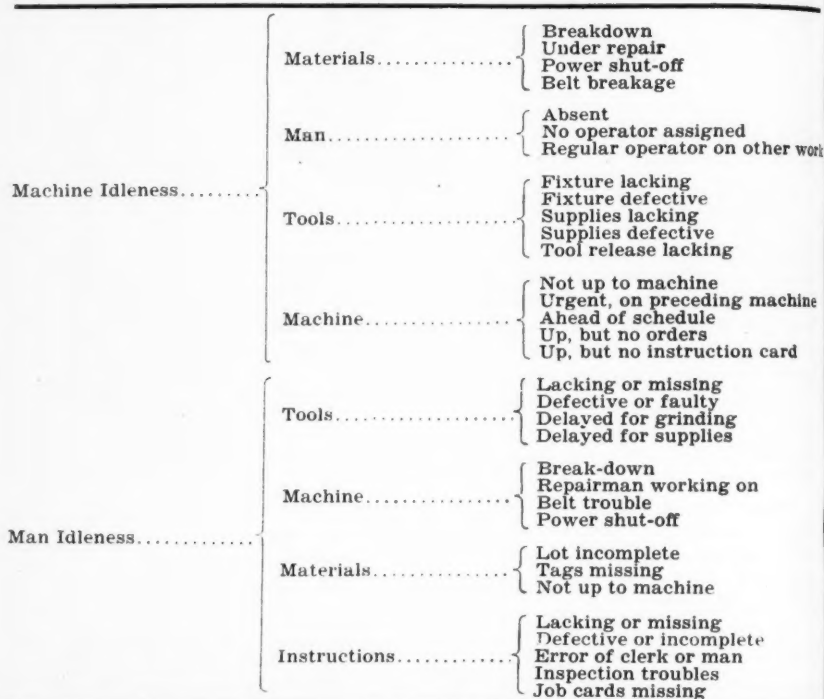 Machine Idleness
Materials
Breakdown
Under repair
Power shut-off
Belt breakage
Man
Absent
No operator assigned
Regular operator on other work
Tools
Fixture lacking
Fixture defective
Supplies lacking
Supplies defective
Tool release lacking
Machine
Not up to machine
Urgent, on preceding machine
Ahead of schedule
Up, but no orders
Up, but no instruction card
Man Idleness
Tools
Lacking or missing
Defective or faulty
Delayed for grinding
Delayed for supplies
Machine
Break-down
Repairman working on
Belt trouble
Power shut-off
Materials
Lot incomplete
Tags missing
Not up to machine
Instructions
Lacking or missing
Defective or incomplete
Error of clerk or man
Inspection troubles
Job cards missing